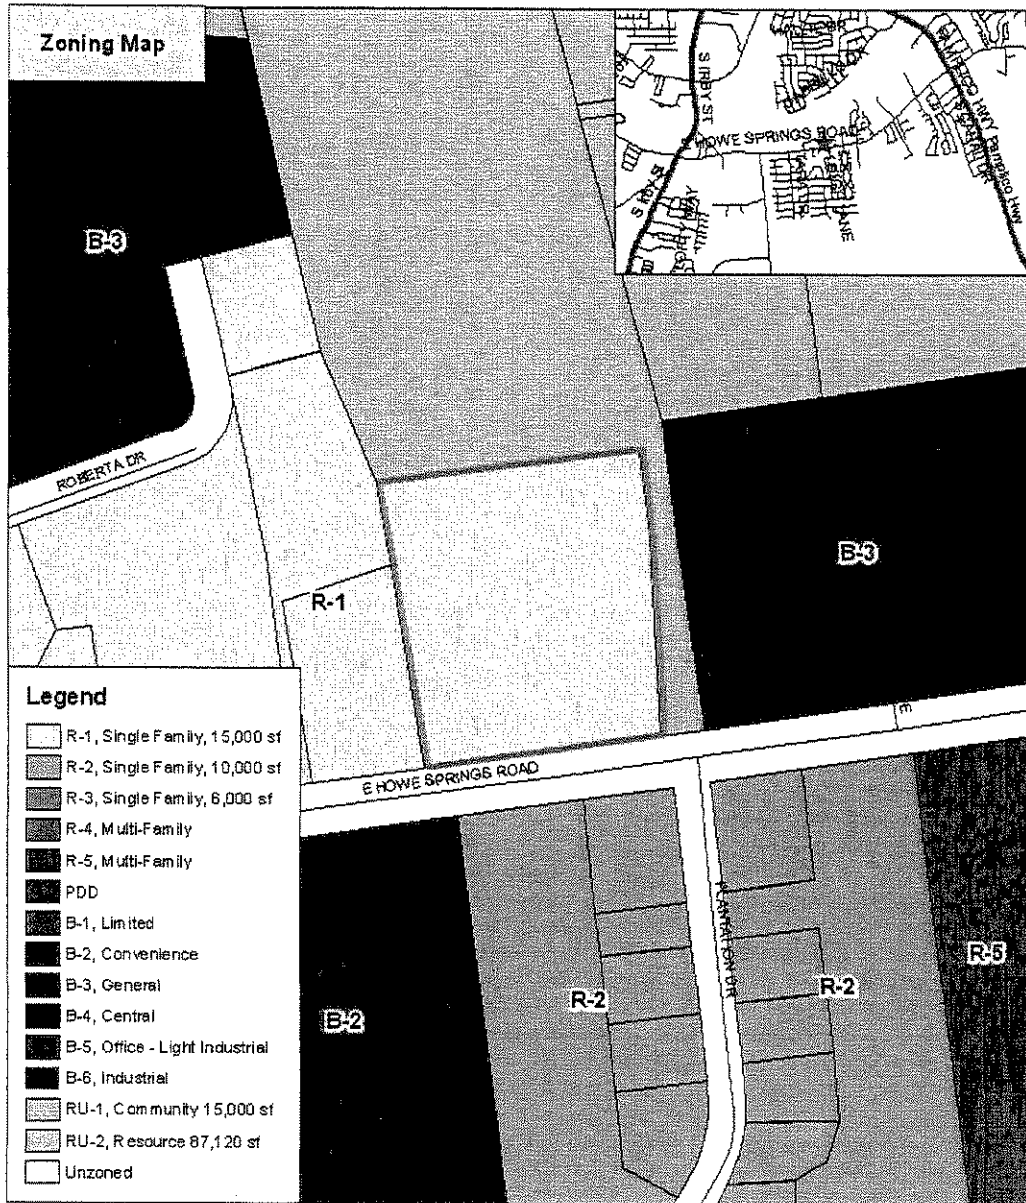 Zoning Map
S IRBY ST
HOWE SPRINGS ROAD
Pamplico Hwy
S IRBY
LANE
B-3
ROBERTA DR
R-1
B-3
E HOWE SPRINGS ROAD
PLANTATION DR
R-2
R-2
R-5
B-2
Legend
R-1, Single Family, 15,000 sf
R-2, Single Family, 10,000 sf
R-3, Single Family, 6,000 sf
R-4, Multi-Family
R-5, Multi-Family
PDD
B-1, Limited
B-2, Convenience
B-3, General
B-4, Central
B-5, Office - Light Industrial
B-6, Industrial
RU-1, Community 15,000 sf
RU-2, Resource 87,120 sf
Unzoned